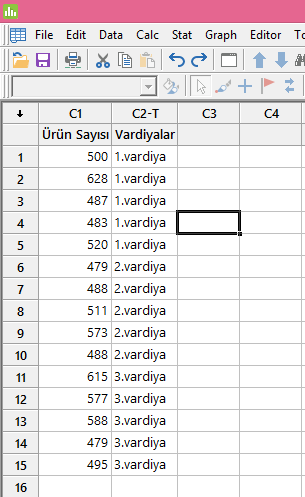 File Edit Data Calc Stat Graph Editor
C1 C2-T C3 C4
Ürün Sayısı Vardiyalar
1 500 1.vardiya
2 628 1.vardiya
3 487 1.vardiya
4 483 1.vardiya
5 520 1.vardiya
6 479 2.vardiya
7 488 2.vardiya
8 511 2.vardiya
9 573 2.vardiya
10 488 2.vardiya
11 615 3.vardiya
12 577 3.vardiya
13 588 3.vardiya
14 479 3.vardiya
15 495 3.vardiya
16